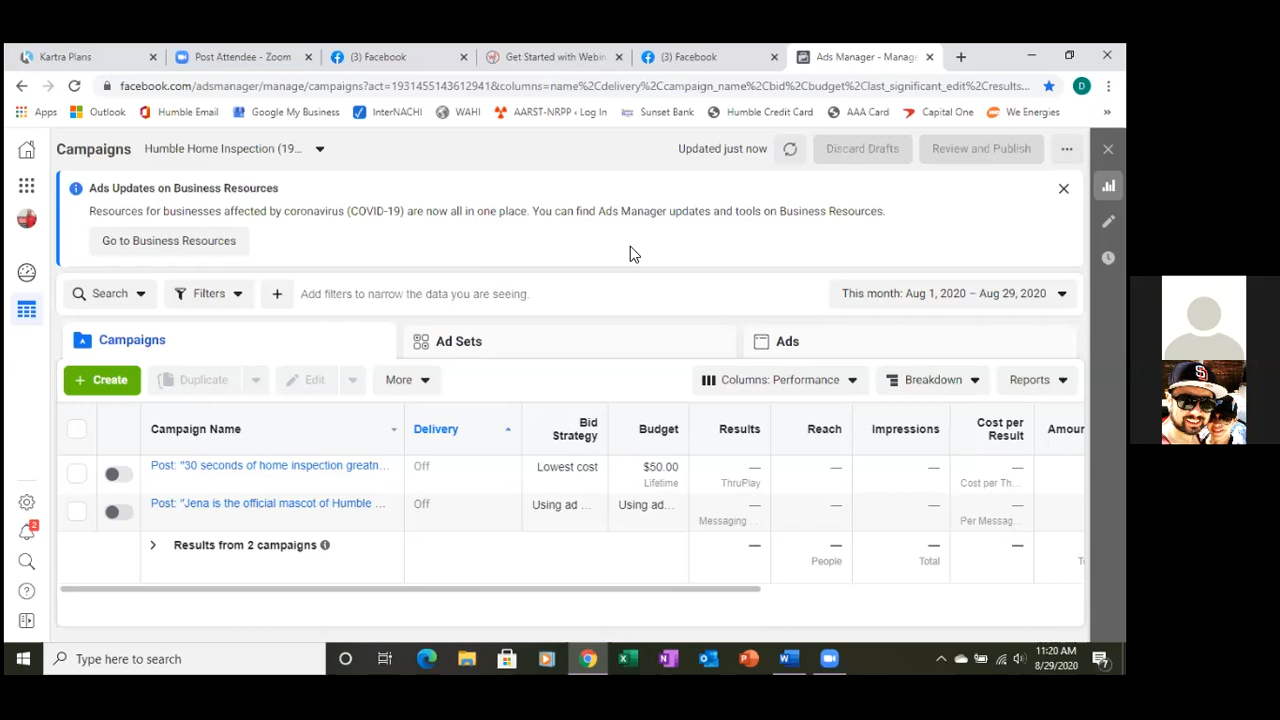 Kartra Plans
Post Attendee - Zoom
(3) Facebook
Get Started with Webin
(3) Facebook
Ads Manager - Manage
facebook.com/adsmanager/manage/campaigns?act=1931455143612941&columns=name%2Cdelivery%2Ccampaign_name%2Cbid%2Cbudget%2Clast_significant_edit%2Cresults...
D
Apps
Outlook
Humble Email
Google My Business
InterNACHI
WAHI
AARST-NRPP • Log In
Sunset Bank
Humble Credit Card
AAA Card
Capital One
We Energies
»
Campaigns
Humble Home Inspection (19...
Updated just now
Discard Drafts
Review and Publish
...
Ads Updates on Business Resources
Resources for businesses affected by coronavirus (COVID-19) are now all in one place. You can find Ads Manager updates and tools on Business Resources.
Go to Business Resources
Search
Filters
Add filters to narrow the data you are seeing.
This month: Aug 1, 2020 – Aug 29, 2020
Campaigns
Ad Sets
Ads
+ Create
Duplicate
Edit
More
Columns: Performance
Breakdown
Reports
Campaign Name
Delivery
Bid
Strategy
Budget
Results
Reach
Impressions
Cost per
Result
Amour
Post: "30 seconds of home inspection greatn...
Off
Lowest cost
$50.00
Lifetime
—
ThruPlay
—
—
—
Cost per Th...
Post: "Jena is the official mascot of Humble ...
Off
Using ad ...
Using ad...
—
Messaging ...
—
—
—
Per Messag...
Results from 2 campaigns
—
—
People
—
Total
—
2
Type here to search
11:20 AM
8/29/2020
7